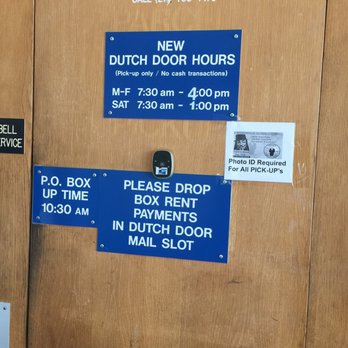 NEW
DUTCH DOOR HOURS
(Pick-up only / No cash transactions)
M-F 7:30 am - 4:00 pm
SAT 7:30 am - 1:00 pm
BELL
SERVICE
Photo ID Required
For All PICK-UP's
P.O. BOX
UP TIME
10:30 AM
PLEASE DROP
BOX RENT
PAYMENTS
IN DUTCH DOOR
MAIL SLOT